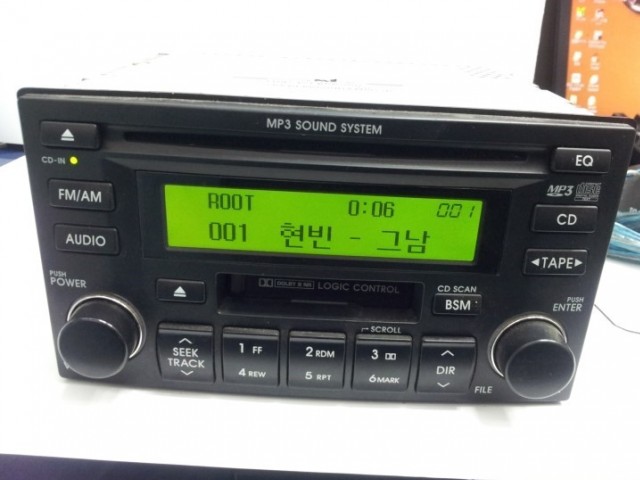 MP3 SOUND SYSTEM
CD-IN
EQ
FM/AM
ROOT 0:06 001
MP3
CD
AUDIO
001 현빈 - 그남
◄TAPE►
PUSH
POWER
LOGIC CONTROL
CD SCAN
BSM
PUSH
ENTER
SCROLL
SEEK
TRACK
1 FF
4 REW
2 RDM
5 RPT
3
6 MARK
DIR
FILE